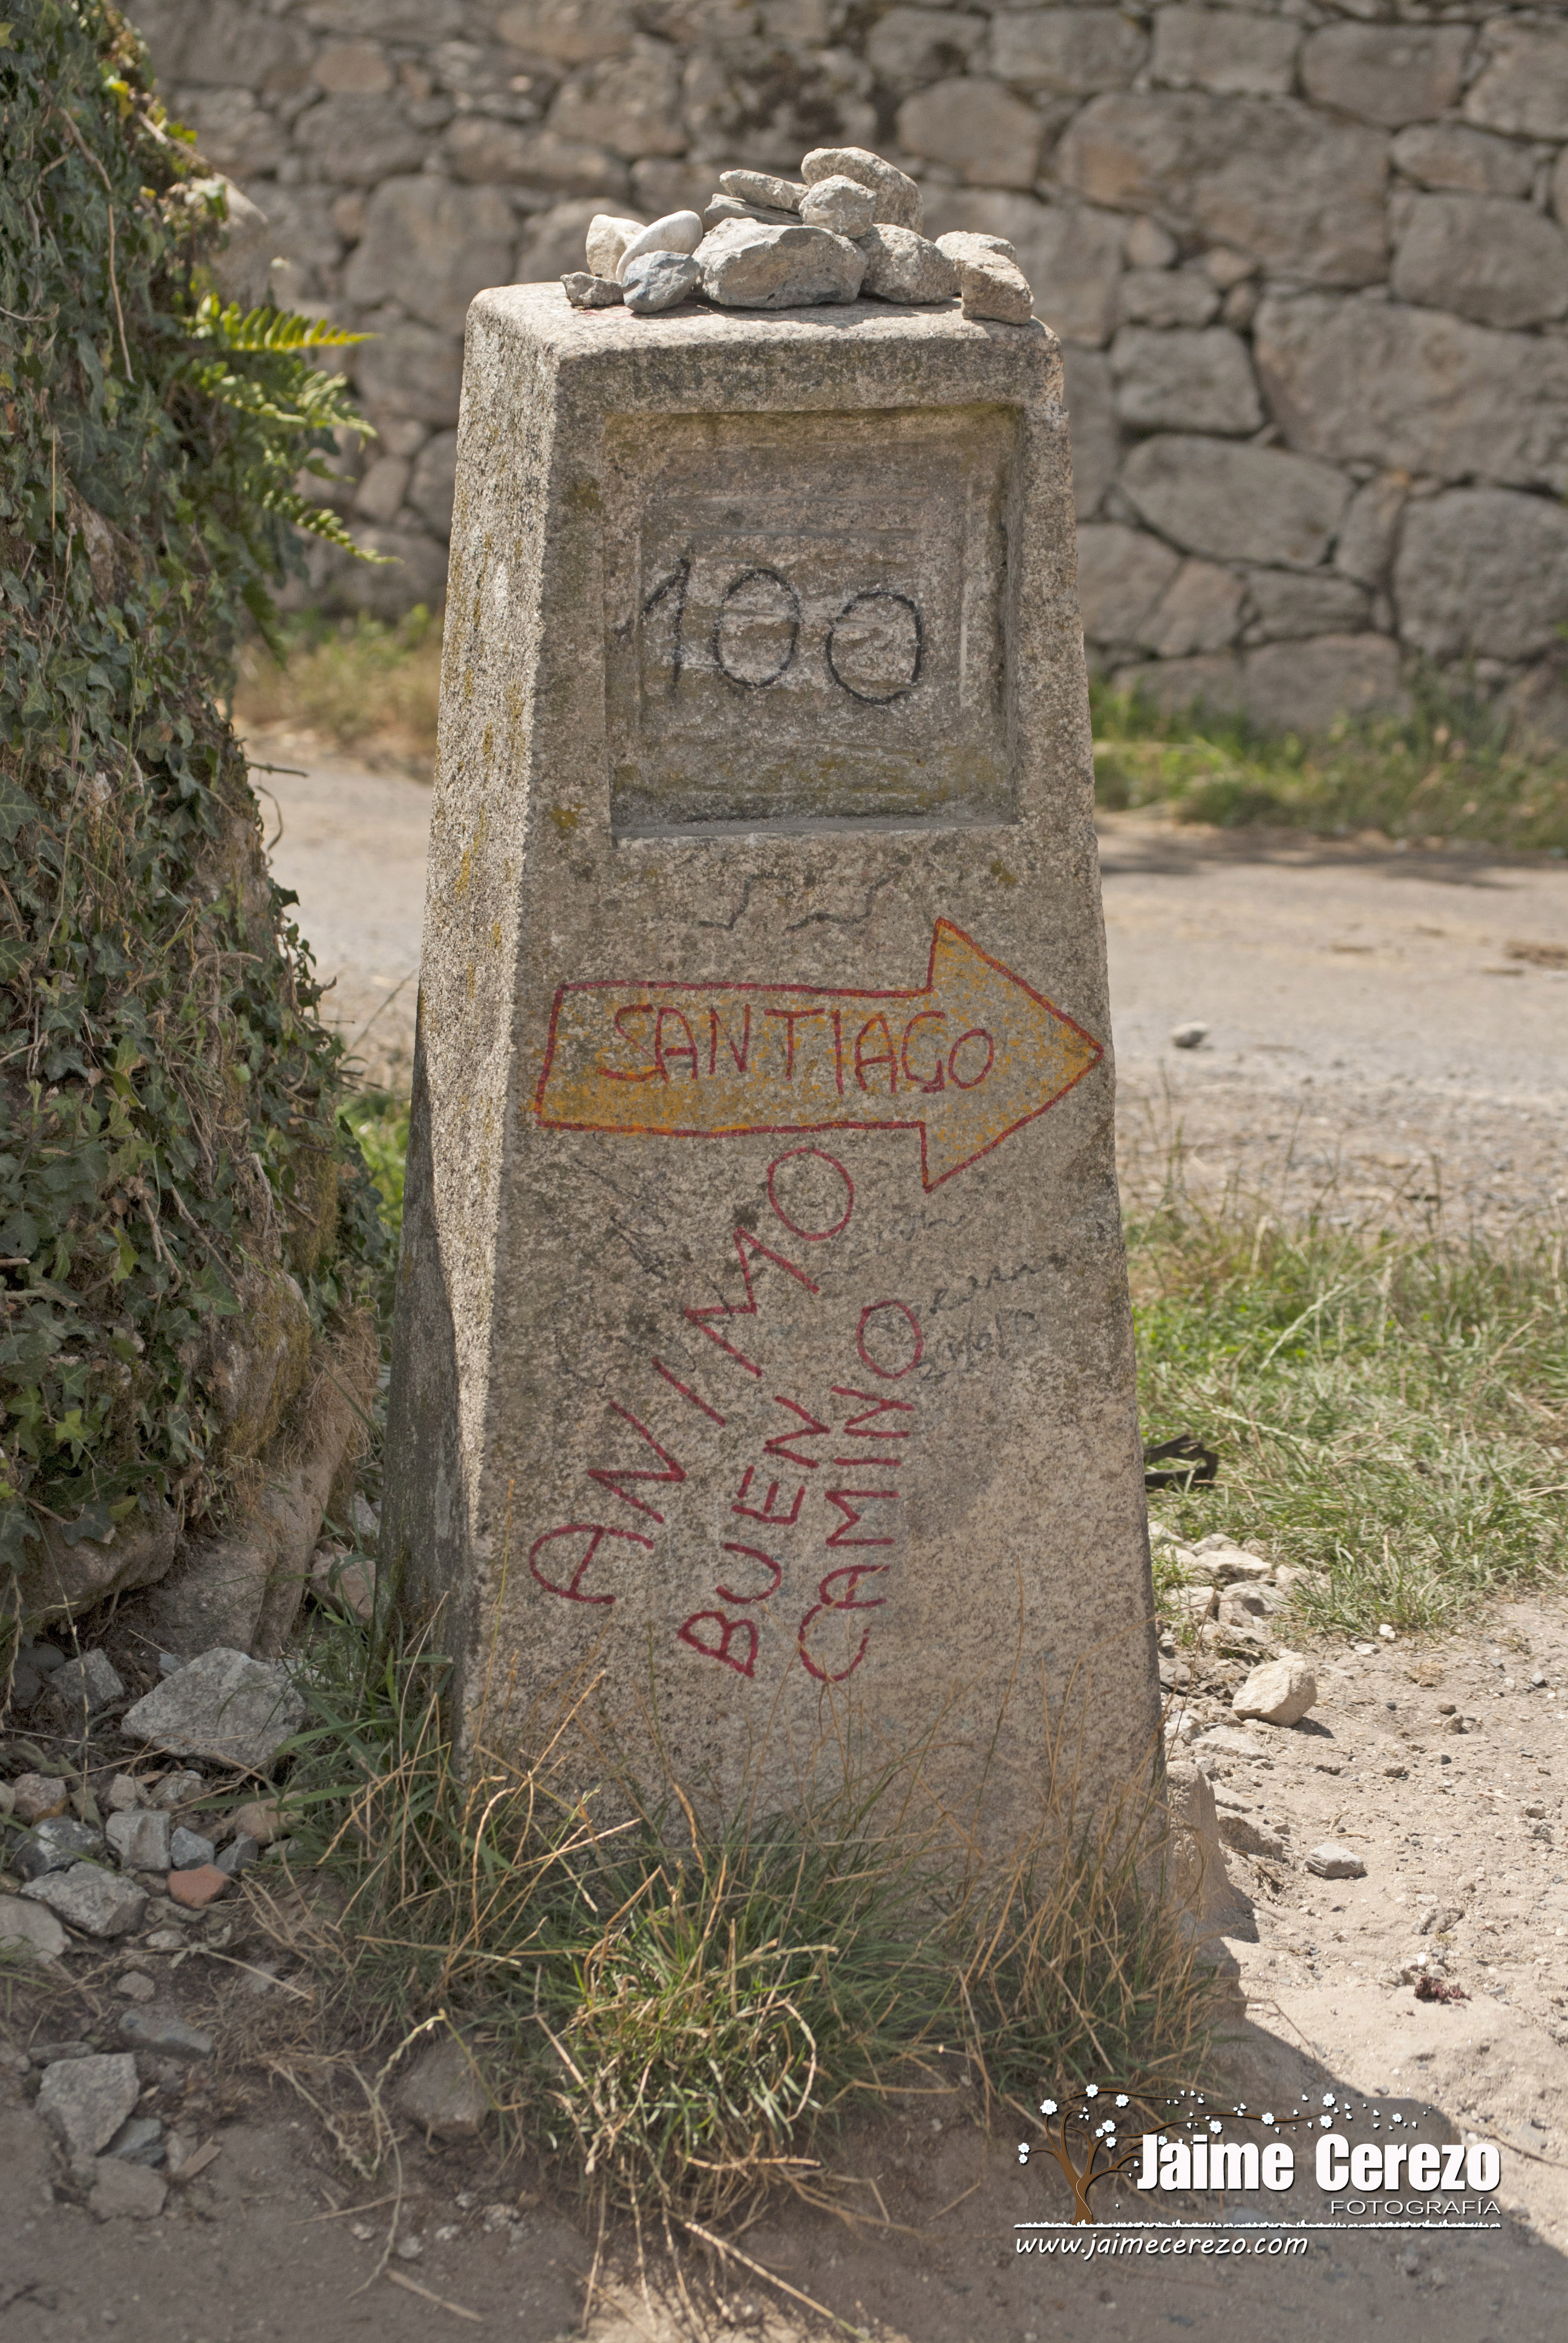 100
SANTIAGO
ANIMO
BUEN
CAMINO
Jaime Cerezo
FOTOGRAFÍA
www.jaimecerezo.com